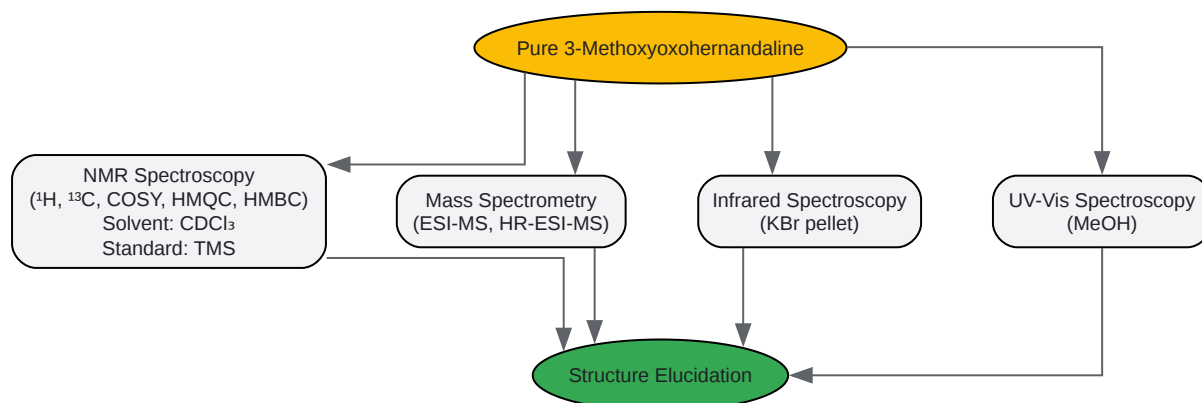 Pure 3-Methoxyoxohernandaline
NMR Spectroscopy
(¹H, ¹³C, COSY, HMQC, HMBC)
Solvent: CDCl₃
Standard: TMS
Mass Spectrometry
(ESI-MS, HR-ESI-MS)
Infrared Spectroscopy
(KBr pellet)
UV-Vis Spectroscopy
(MeOH)
Structure Elucidation